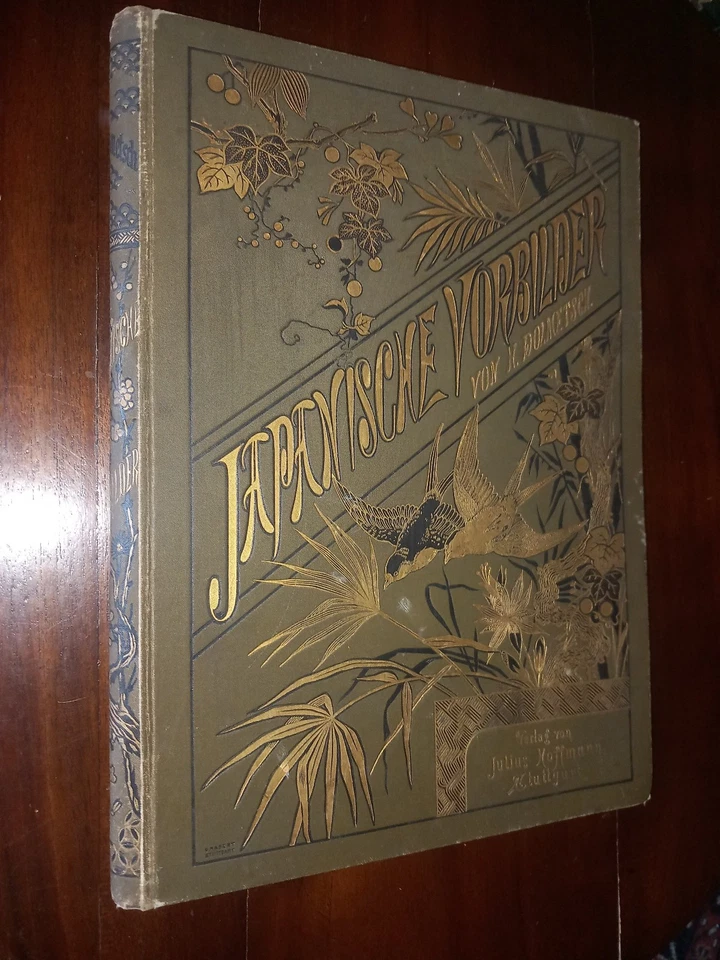 JAPANISCHE VORBILDER
VON H. DOLMETSCH.
Verlag von
Julius Hoffmann,
Stuttgart